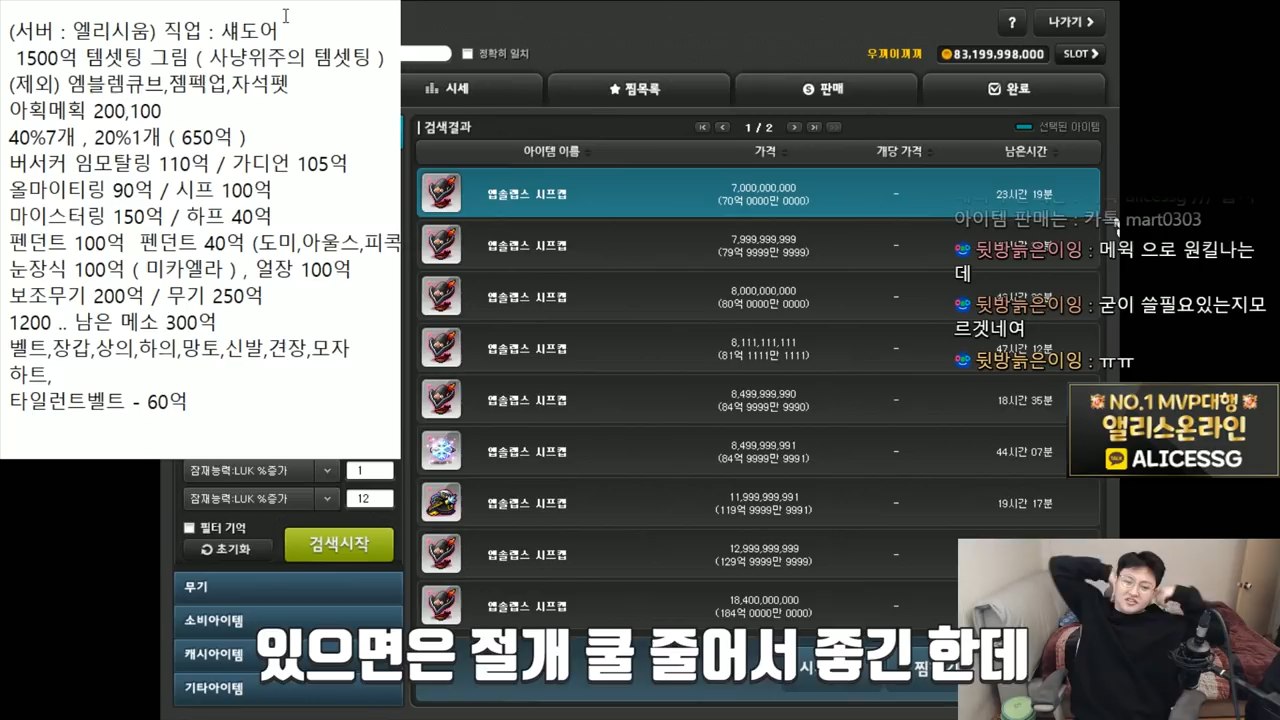 (서버 : 엘리시움) 직업 : 섀도어
1500억 템셋팅 그림 ( 사냥위주의 템셋팅 )
(제외) 엠블렘큐브,젬펙업,자석펫
아획메획 200,100
40%7개 , 20%1개 ( 650억 )
버서커 임모탈링 110억 / 가디언 105억
올마이티링 90억 / 시프 100억
마이스터링 150억 / 하프 40억
펜던트 100억 펜던트 40억 (도미,아울스,피콕
눈장식 100억 ( 미카엘라 ) , 얼장 100억
보조무기 200억 / 무기 250억
1200 .. 남은 메소 300억
벨트,장갑,상의,하의,망토,신발,견장,모자
하트,
타일런트벨트 - 60억
? 나가기
정확히 일치 우께이께께 83,199,998,000 SLOT
시세 찜목록 판매 완료
검색결과 1 / 2 선택된 아이템
아이템 이름 가격 개당 가격 남은시간
앱솔랩스 시프캡 7,000,000,000 (70억 0000만 0000) - 23시간 19분
앱솔랩스 시프캡 7,999,999,999 (79억 9999만 9999) -
앱솔랩스 시프캡 8,000,000,000 (80억 0000만 0000) -
앱솔랩스 시프캡 8,111,111,111 (81억 1111만 1111) - 47시간 12분
앱솔랩스 시프캡 8,499,999,990 (84억 9999만 9990) - 18시간 35분
앱솔랩스 시프캡 8,499,999,991 (84억 9999만 9991) - 44시간 07분
앱솔랩스 시프캡 11,999,999,991 (119억 9999만 9991) - 19시간 17분
앱솔랩스 시프캡 12,999,999,999 (129억 9999만 9999) -
앱솔랩스 시프캡 18,400,000,000 (184억 0000만 0000) -
아이템 판매는 : 카톡 mart0303
뒷방늙은이잉 : 메웍 으로 원킬나는
데
뒷방늙은이잉 : 굳이 쓸필요있는지모
르겟네여
뒷방늙은이잉 : ㅠㅠ
NO.1 MVP대행
앨리스온라인
TALK ALICESSG
잠재능력:LUK %증가 1
잠재능력:LUK %증가 12
필터 기억
초기화 검색시작
무기
소비아이템
캐시아이템
기타아이템
있으면은 절개 쿨 줄어서 좋긴 한데